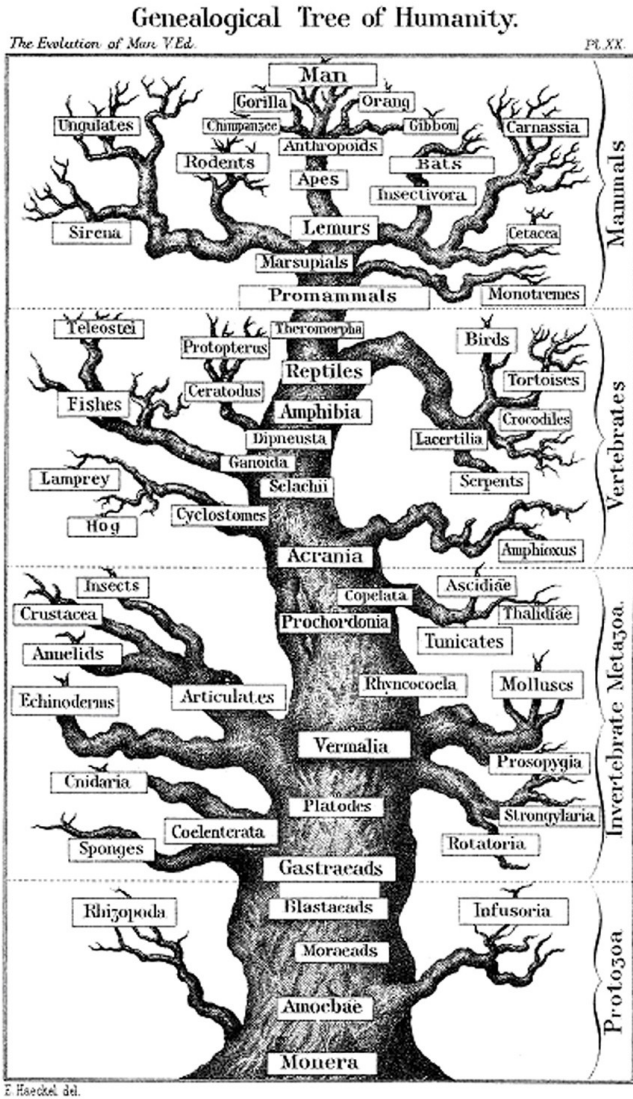 Genealogical Tree of Humanity.
The Evolution of Man V.Ed.
Pl.XX.
Man
Gorilla
Orang
Chimpanzee
Gibbon
Anthropoids
Ungulates
Carnassia
Rodents
Bats
Apes
Insectivora
Sirena
Lemurs
Cetacea
Marsupials
Promammals
Monotremes
Mammals
Teleostei
Theromorpha
Protopterus
Birds
Reptiles
Tortoises
Ceratodus
Fishes
Amphibia
Crocodiles
Dipneusta
Lacertilia
Ganoida
Lamprey
Selachii
Serpents
Hog
Cyclostomes
Acrania
Amphioxus
Vertebrates
Insects
Ascidiæ
Copelata
Crustacea
Thalidiæ
Prochordonia
Tunicates
Annelids
Articulates
Rhyncocela
Molluscs
Echinoderms
Vermalia
Prosopygia
Cnidaria
Platodes
Strongylaria
Coelenterata
Rotatoria
Sponges
Gastraeads
Invertebrate Metazoa.
Rhizopoda
Blastaeads
Infusoria
Moraeads
Amoebae
Monera
Protozoa
E. Haeckel del.